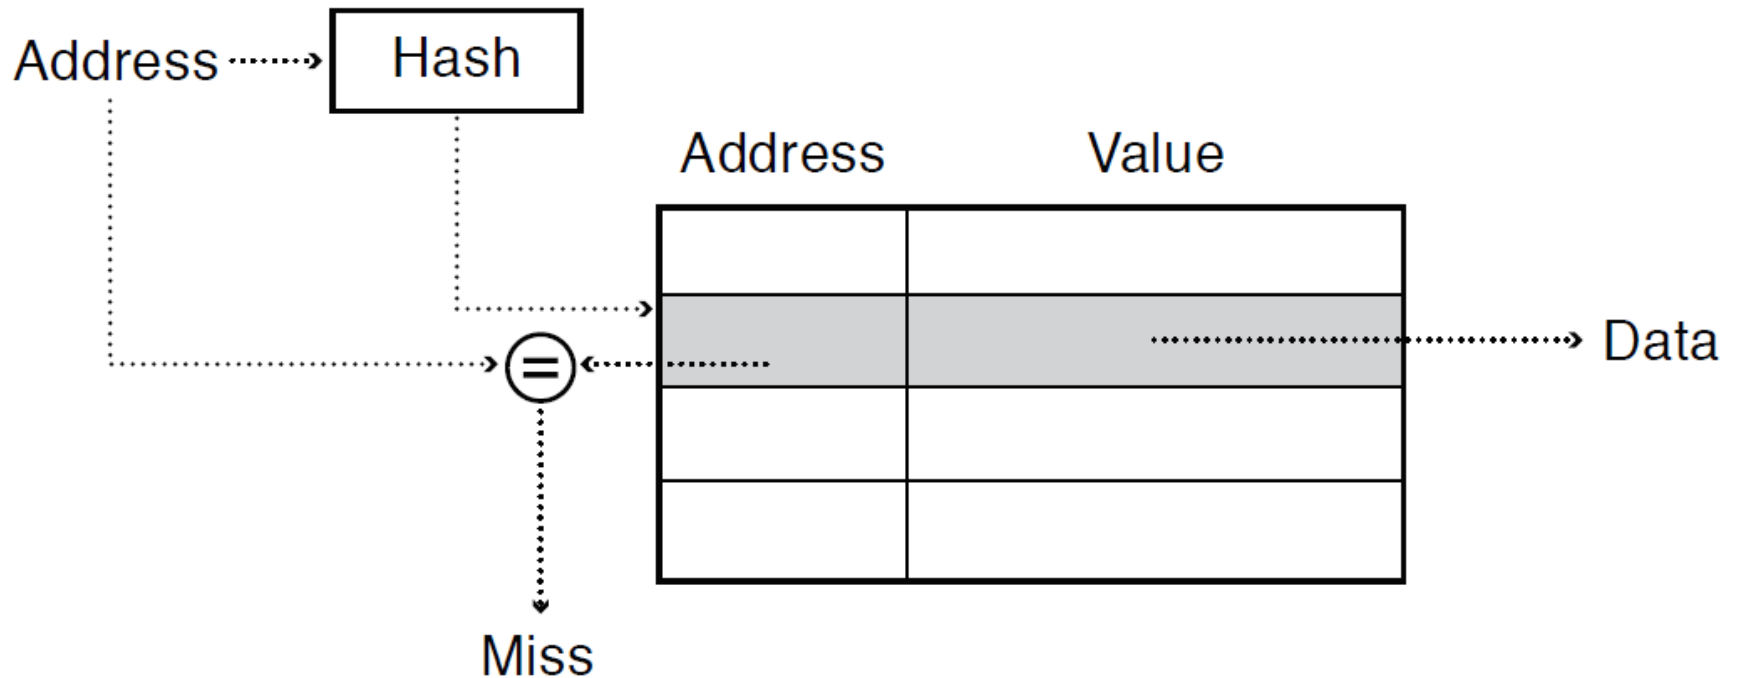 Address
Hash
Address
Value
=
Data
Miss